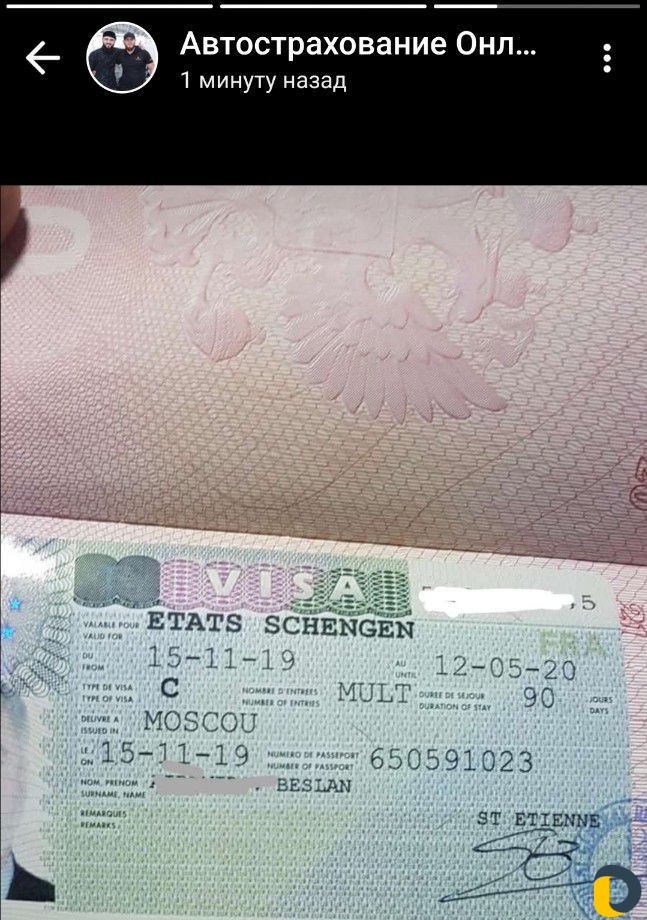 Автострахование Онл...
1 минуту назад
VISA
5
VALABLE POUR
VALID FOR
ETATS SCHENGEN
FRA
DU
FROM
15-11-19
AU
UNTIL
12-05-20
TYPE DE VISA
TYPE OF VISA
C
NOMBRE D'ENTREES
NUMBER OF ENTRIES
MULT
DUREE DE SEJOUR
DURATION OF STAY
90
JOURS
DAYS
DELIVRE A
ISSUED IN
MOSCOU
LE
ON
15-11-19
NUMERO DE PASSEPORT
NUMBER OF PASSPORT
650591023
NOM, PRENOM
SURNAME, NAME
BESLAN
REMARQUES
REMARKS
ST ETIENNE